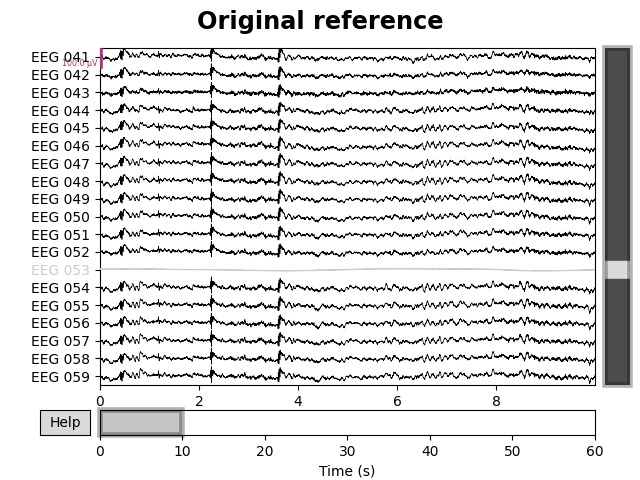 Original reference
EEG 041
100.0 µV
EEG 042
EEG 043
EEG 044
EEG 045
EEG 046
EEG 047
EEG 048
EEG 049
EEG 050
EEG 051
EEG 052
EEG 053
EEG 054
EEG 055
EEG 056
EEG 057
EEG 058
EEG 059
0 2 4 6 8
Help
0 10 20 30 40 50 60
Time (s)